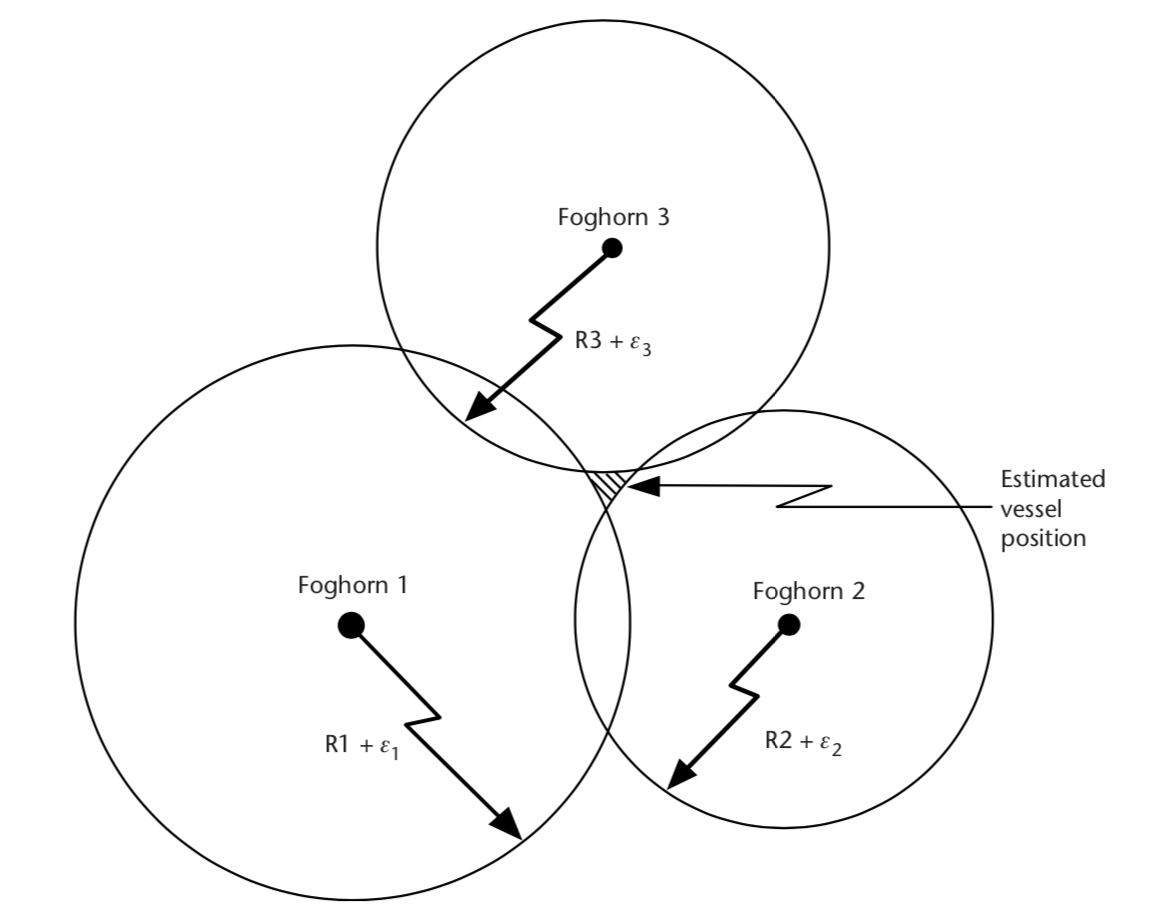 Foghorn 3
R3 + ε₃
Estimated
vessel
position
Foghorn 1
Foghorn 2
R1 + ε₁
R2 + ε₂